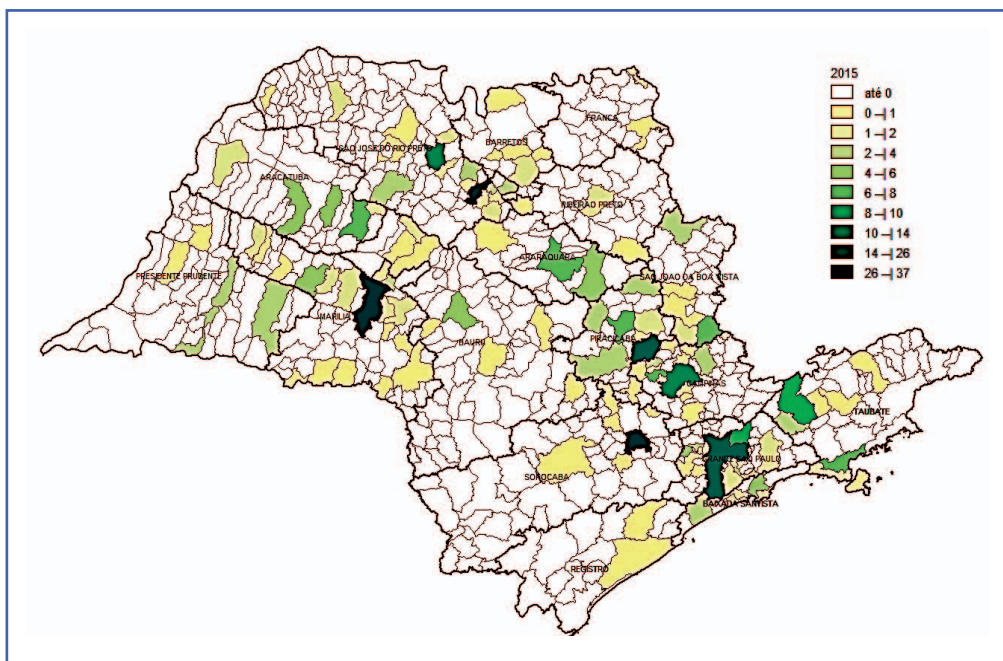 2015
até 0
0 --| 1
1 --| 2
2 --| 4
4 --| 6
6 --| 8
8 --| 10
10 --| 14
14 --| 26
26 --| 37
FRANCA
SÃO JOSÉ DO RIO PRETO
BARRETOS
ARAÇATUBA
RIBEIRÃO PRETO
ARARAQUARA
SÃO JOÃO DA BOA VISTA
PRESIDENTE PRUDENTE
MARÍLIA
PIRACICABA
BAURU
CAMPINAS
TAUBATÉ
GRANDE SÃO PAULO
SOROCABA
BAIXADA SANTISTA
REGISTRO